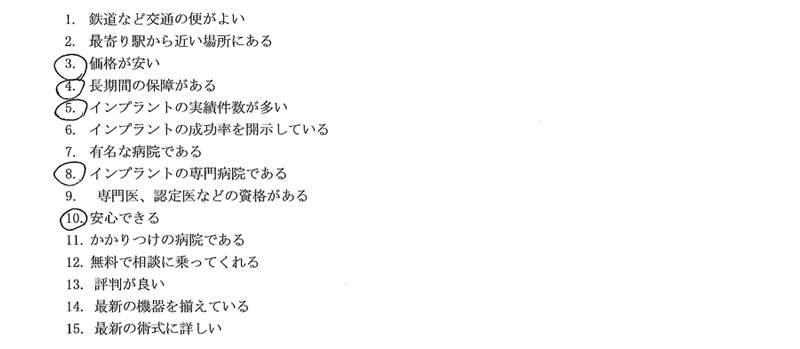 1. 鉄道など交通の便がよい
2. 最寄り駅から近い場所にある
3. 価格が安い
4. 長期間の保障がある
5. インプラントの実績件数が多い
6. インプラントの成功率を開示している
7. 有名な病院である
8. インプラントの専門病院である
9. 専門医、認定医などの資格がある
10. 安心できる
11. かかりつけの病院である
12. 無料で相談に乗ってくれる
13. 評判が良い
14. 最新の機器を揃えている
15. 最新の術式に詳しい